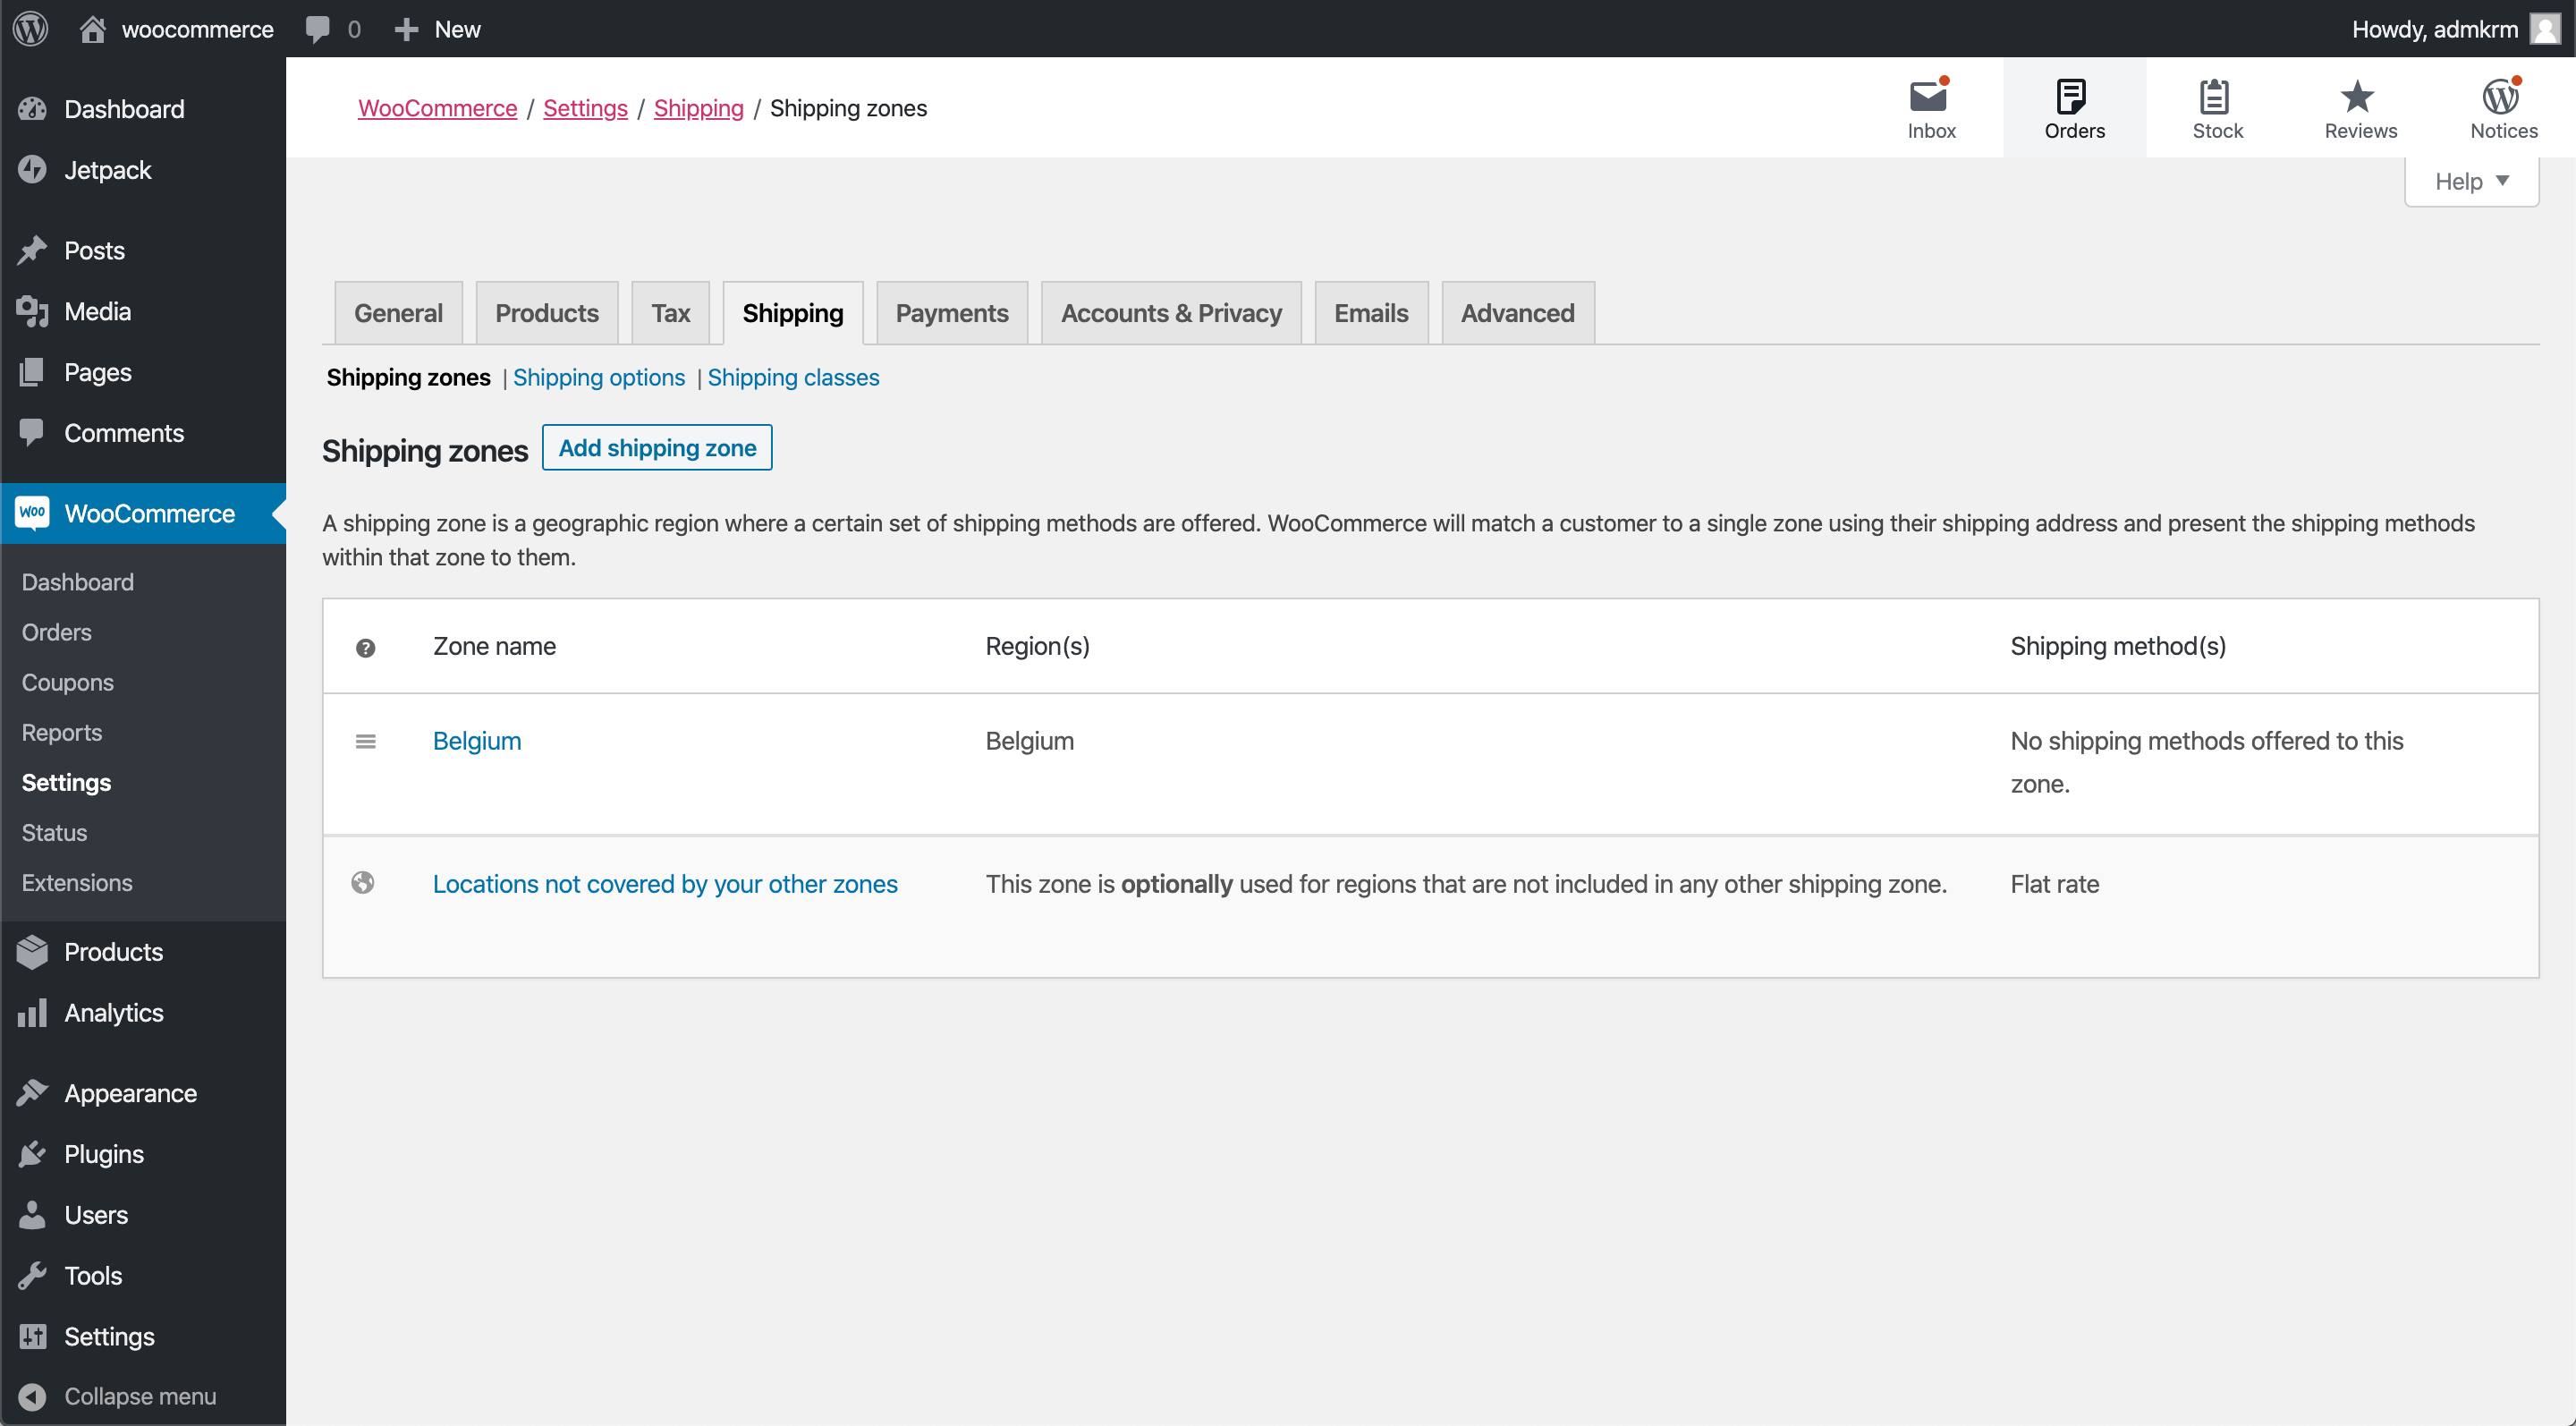 woocommerce 0 New Howdy, admkrm
Dashboard
Jetpack
Posts
Media
Pages
Comments
Woo WooCommerce
Dashboard
Orders
Coupons
Reports
Settings
Status
Extensions
Products
Analytics
Appearance
Plugins
Users
Tools
Settings
Collapse menu
WooCommerce / Settings / Shipping / Shipping zones
Inbox Orders Stock Reviews Notices
Help
General Products Tax Shipping Payments Accounts & Privacy Emails Advanced
Shipping zones | Shipping options | Shipping classes
Shipping zones Add shipping zone
A shipping zone is a geographic region where a certain set of shipping methods are offered. WooCommerce will match a customer to a single zone using their shipping address and present the shipping methods
within that zone to them.
? Zone name Region(s) Shipping method(s)
Belgium Belgium No shipping methods offered to this
zone.
Locations not covered by your other zones This zone is optionally used for regions that are not included in any other shipping zone. Flat rate